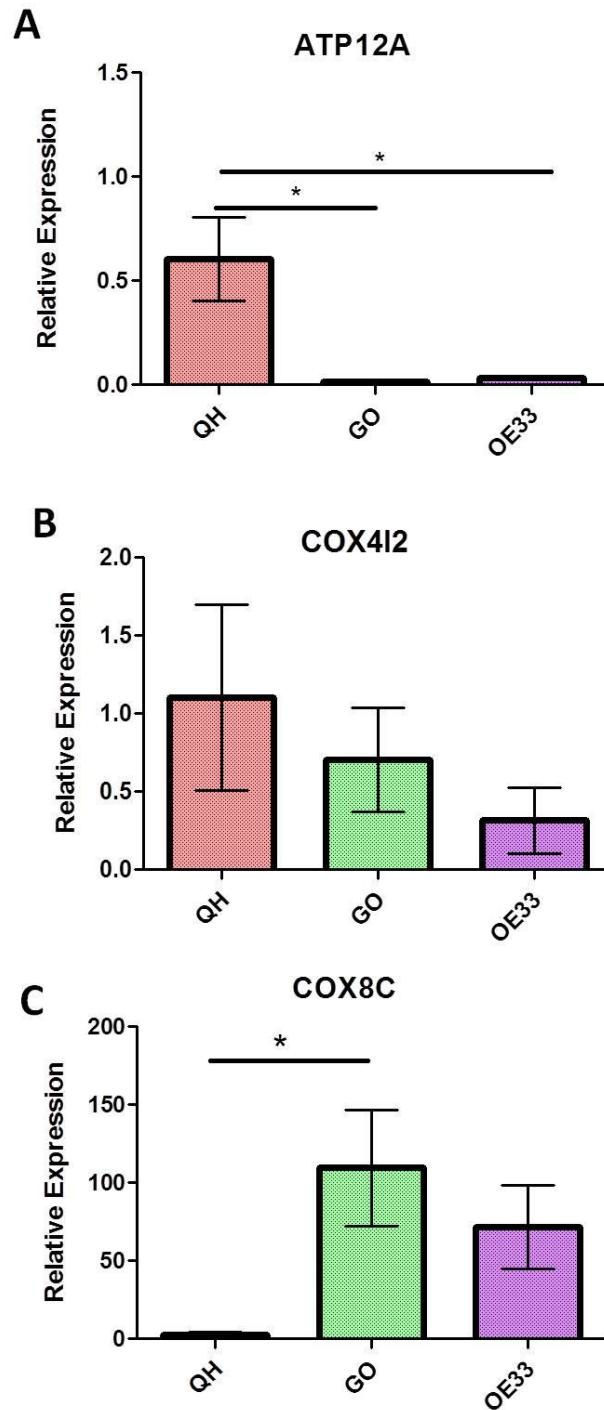 A
ATP12A
Relative Expression
1.5
1.0
0.5
0.0
*
*
QH
GO
OE33
B
COX4I2
Relative Expression
2.0
1.5
1.0
0.5
0.0
QH
GO
OE33
C
COX8C
Relative Expression
200
150
100
50
0
*
QH
GO
OE33